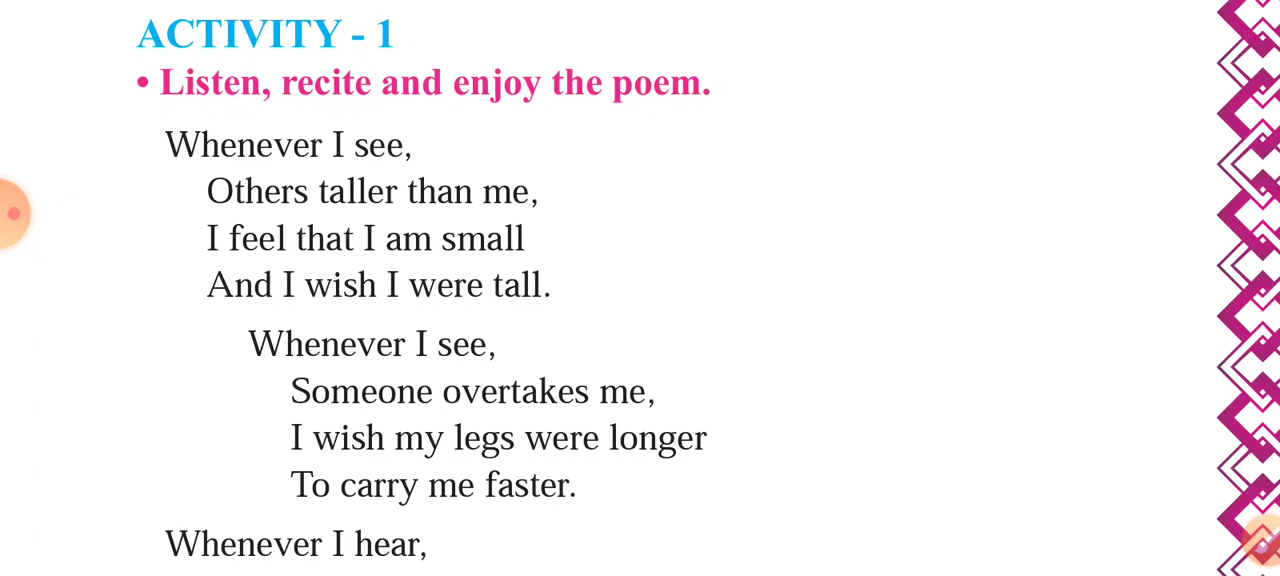 ACTIVITY - 1
• Listen, recite and enjoy the poem.
Whenever I see,
Others taller than me,
I feel that I am small
And I wish I were tall.
Whenever I see,
Someone overtakes me,
I wish my legs were longer
To carry me faster.
Whenever I hear,